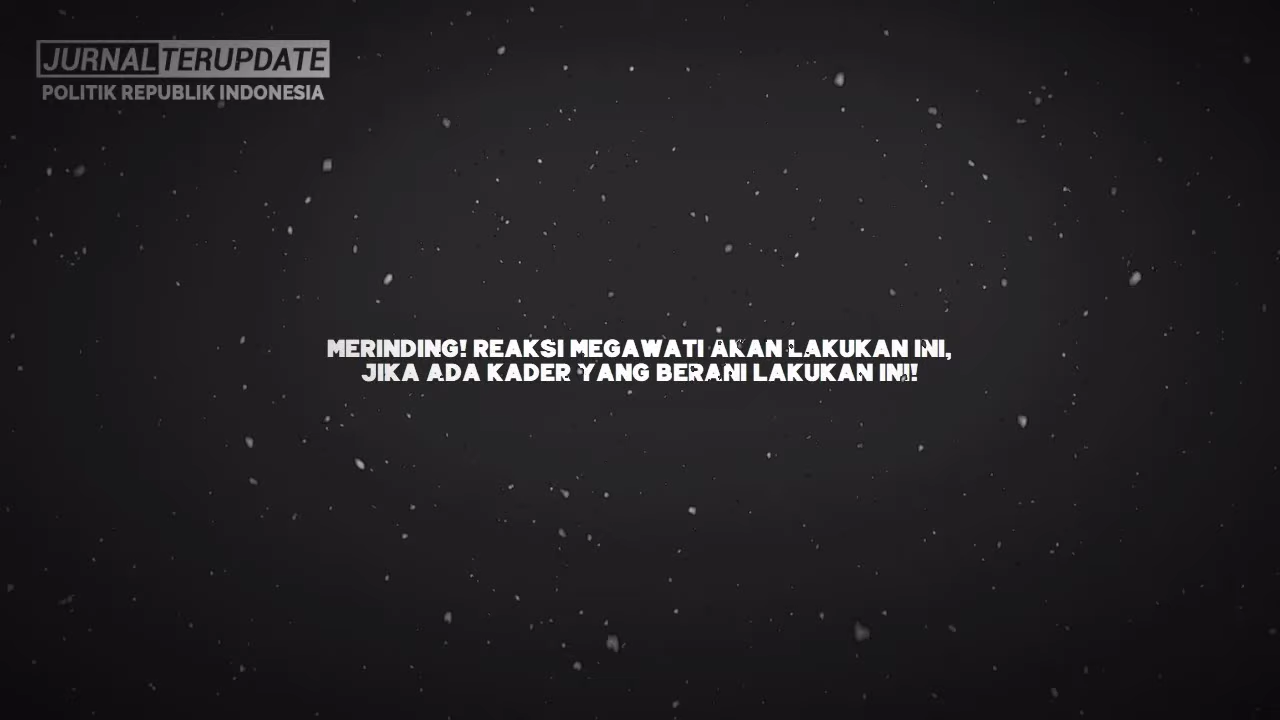 JURNALTERUPDATE
POLITIK REPUBLIK INDONESIA
MERINDING! REAKSI MEGAWATI AKAN LAKUKAN INI,
JIKA ADA KADER YANG BERANI LAKUKAN INI!